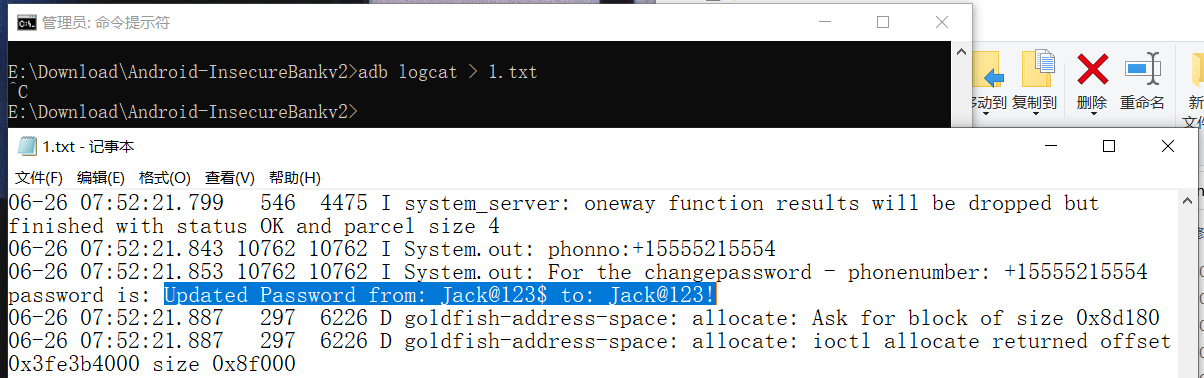 管理员: 命令提示符
E:\Download\Android-InsecureBankv2>adb logcat > 1.txt
^C
E:\Download\Android-InsecureBankv2>
移动到 复制到 删除 重命名 新
文件
1.txt - 记事本
文件(F) 编辑(E) 格式(O) 查看(V) 帮助(H)
06-26 07:52:21.799   546  4475 I system_server: oneway function results will be dropped but
finished with status OK and parcel size 4
06-26 07:52:21.843 10762 10762 I System.out: phonno:+15555215554
06-26 07:52:21.853 10762 10762 I System.out: For the changepassword - phonenumber: +15555215554
password is: Updated Password from: Jack@123$ to: Jack@123!
06-26 07:52:21.887   297  6226 D goldfish-address-space: allocate: Ask for block of size 0x8d180
06-26 07:52:21.887   297  6226 D goldfish-address-space: allocate: ioctl allocate returned offset
0x3fe3b4000 size 0x8f000